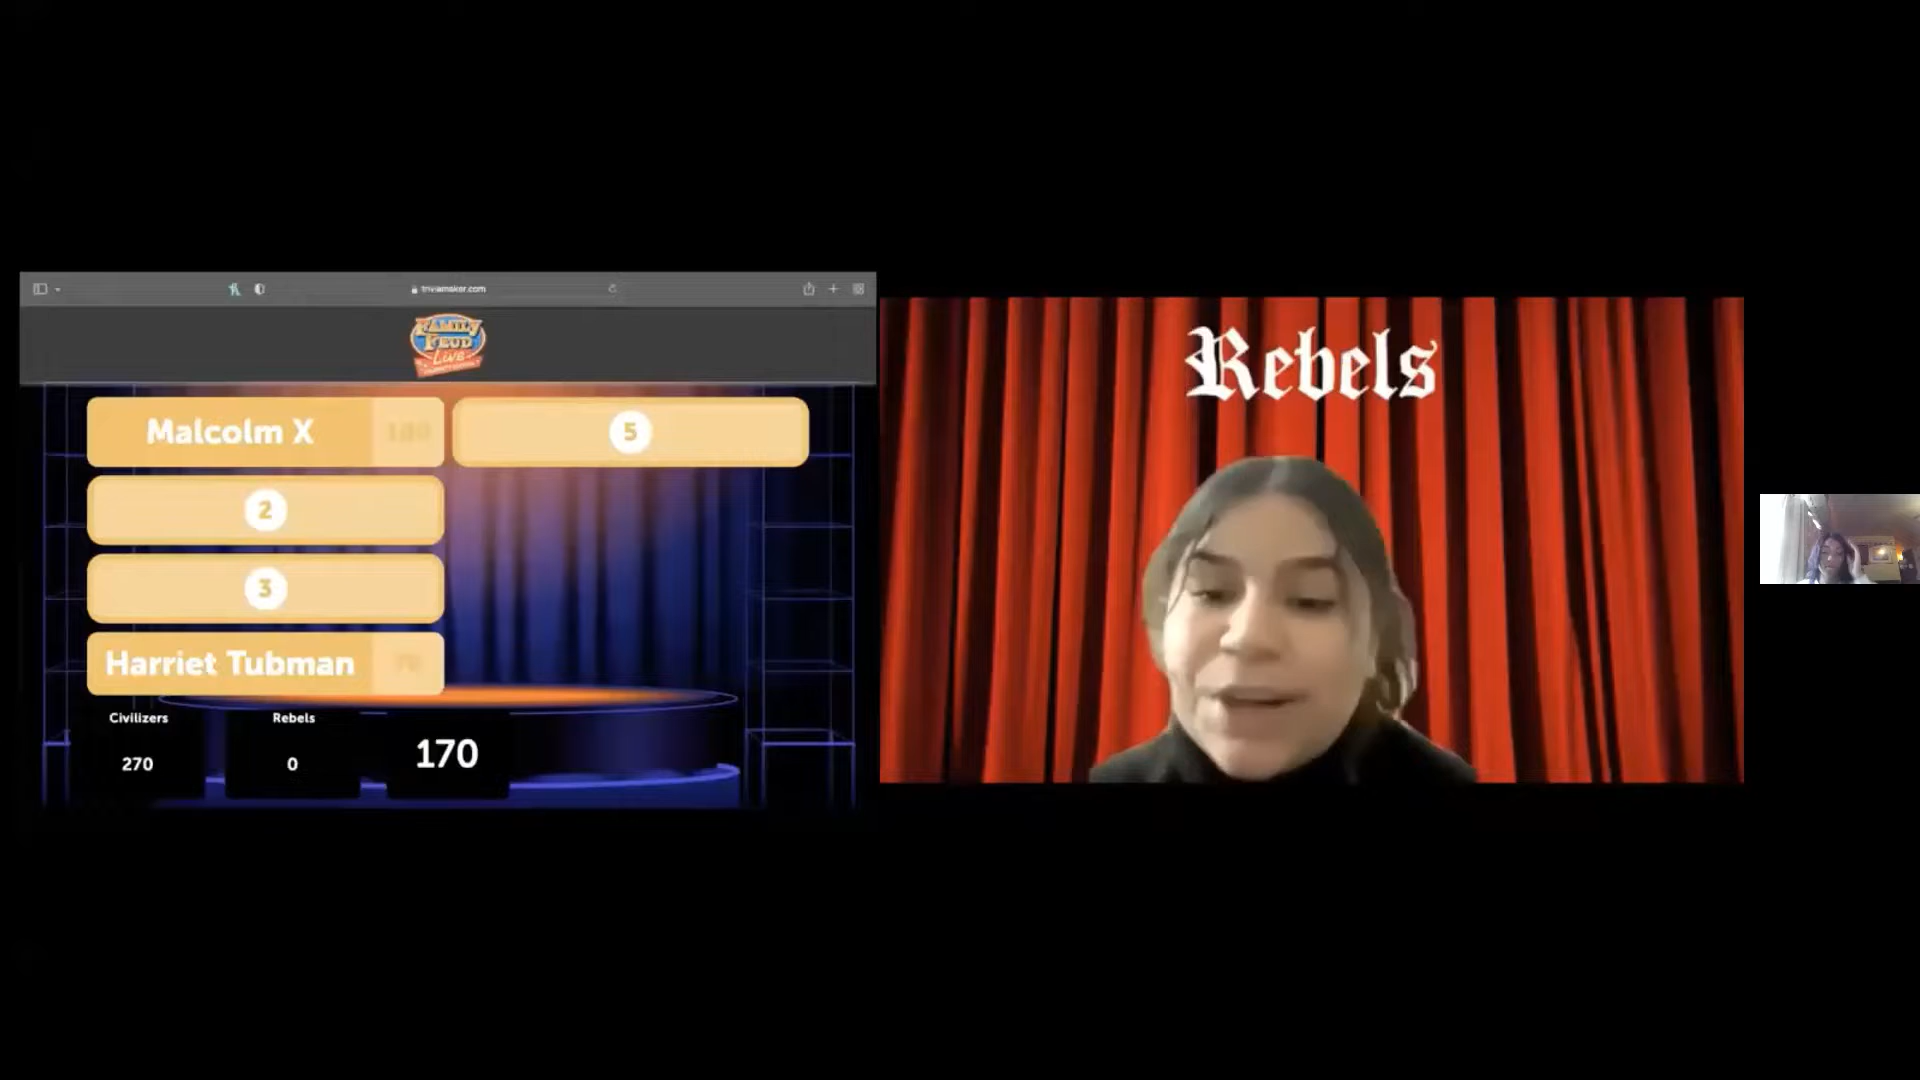 triviamaker.com
FAMILY
FEUD
Live
Malcolm X
5
2
3
Harriet Tubman
Civilizers
Rebels
270
0
170
Rebels